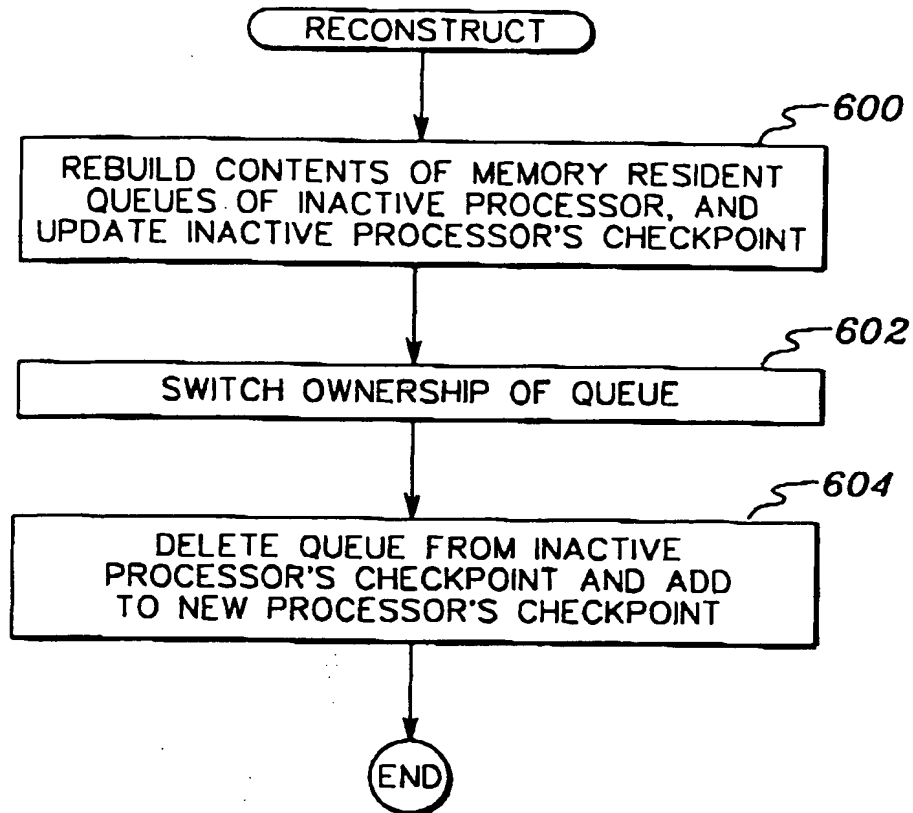 RECONSTRUCT
600
REBUILD CONTENTS OF MEMORY RESIDENT
QUEUES OF INACTIVE PROCESSOR, AND
UPDATE INACTIVE PROCESSOR'S CHECKPOINT
602
SWITCH OWNERSHIP OF QUEUE
604
DELETE QUEUE FROM INACTIVE
PROCESSOR'S CHECKPOINT AND ADD
TO NEW PROCESSOR'S CHECKPOINT
END